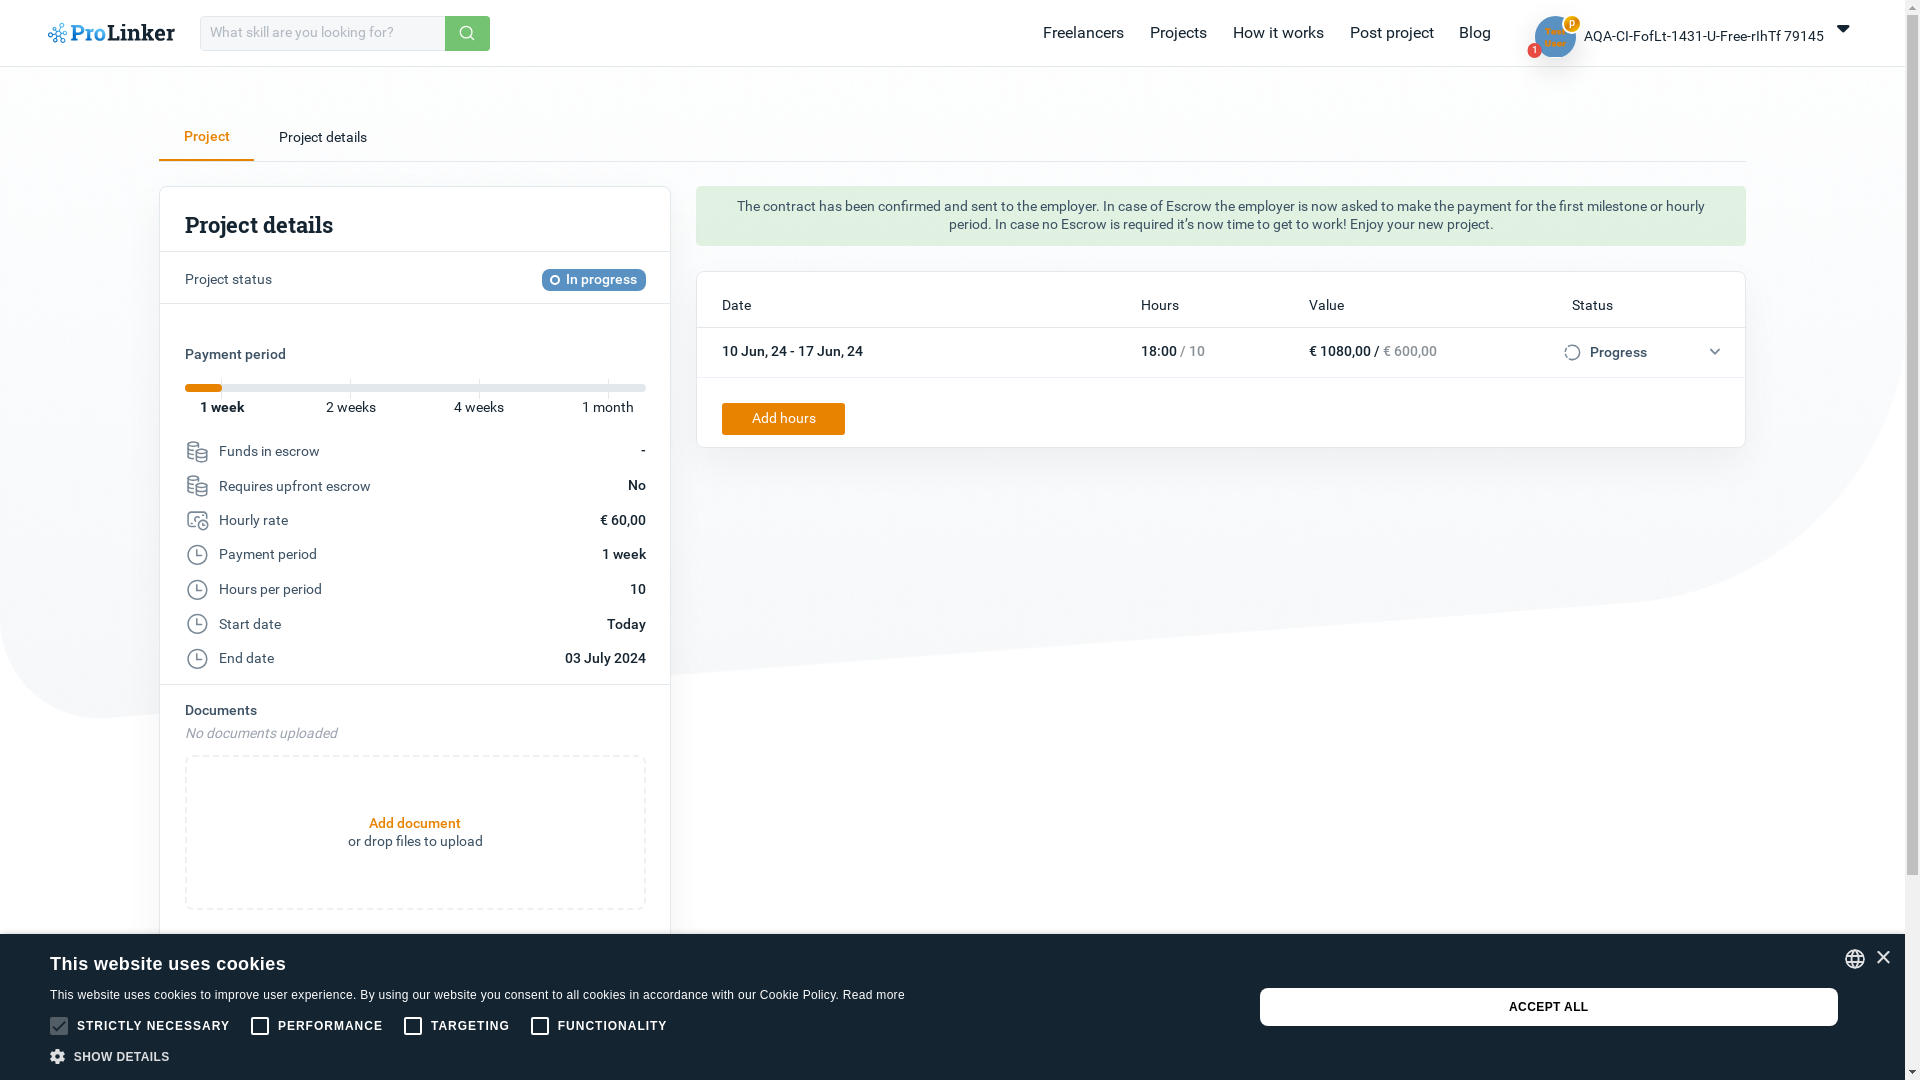 ProLinker
What skill are you looking for?
Freelancers
Projects
How it works
Post project
Blog
p
1
AQA-CI-FofLt-1431-U-Free-rIhTf 79145
Project
Project details
Project details
Project status
In progress
Payment period
1 week
2 weeks
4 weeks
1 month
Funds in escrow -
Requires upfront escrow No
Hourly rate € 60,00
Payment period 1 week
Hours per period 10
Start date Today
End date 03 July 2024
Documents
No documents uploaded
Add document
or drop files to upload
The contract has been confirmed and sent to the employer. In case of Escrow the employer is now asked to make the payment for the first milestone or hourly
period. In case no Escrow is required it’s now time to get to work! Enjoy your new project.
Date Hours Value Status
10 Jun, 24 - 17 Jun, 24 18:00 / 10 € 1080,00 / € 600,00 Progress
Add hours
This website uses cookies
This website uses cookies to improve user experience. By using our website you consent to all cookies in accordance with our Cookie Policy. Read more
STRICTLY NECESSARY PERFORMANCE TARGETING FUNCTIONALITY
SHOW DETAILS
ACCEPT ALL